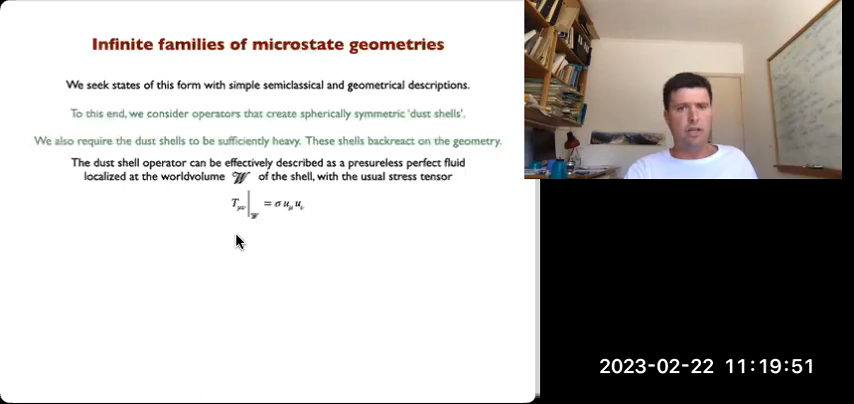 Infinite families of microstate geometries
We seek states of this form with simple semiclassical and geometrical descriptions.
To this end, we consider operators that create spherically symmetric 'dust shells'.
We also require the dust shells to be sufficiently heavy. These shells backreact on the geometry.
The dust shell operator can be effectively described as a presureless perfect fluid
localized at the worldvolume 𝒲 of the shell, with the usual stress tensor
T_{μν}|_𝒲 = σ u_μ u_ν
2023-02-22 11:19:51